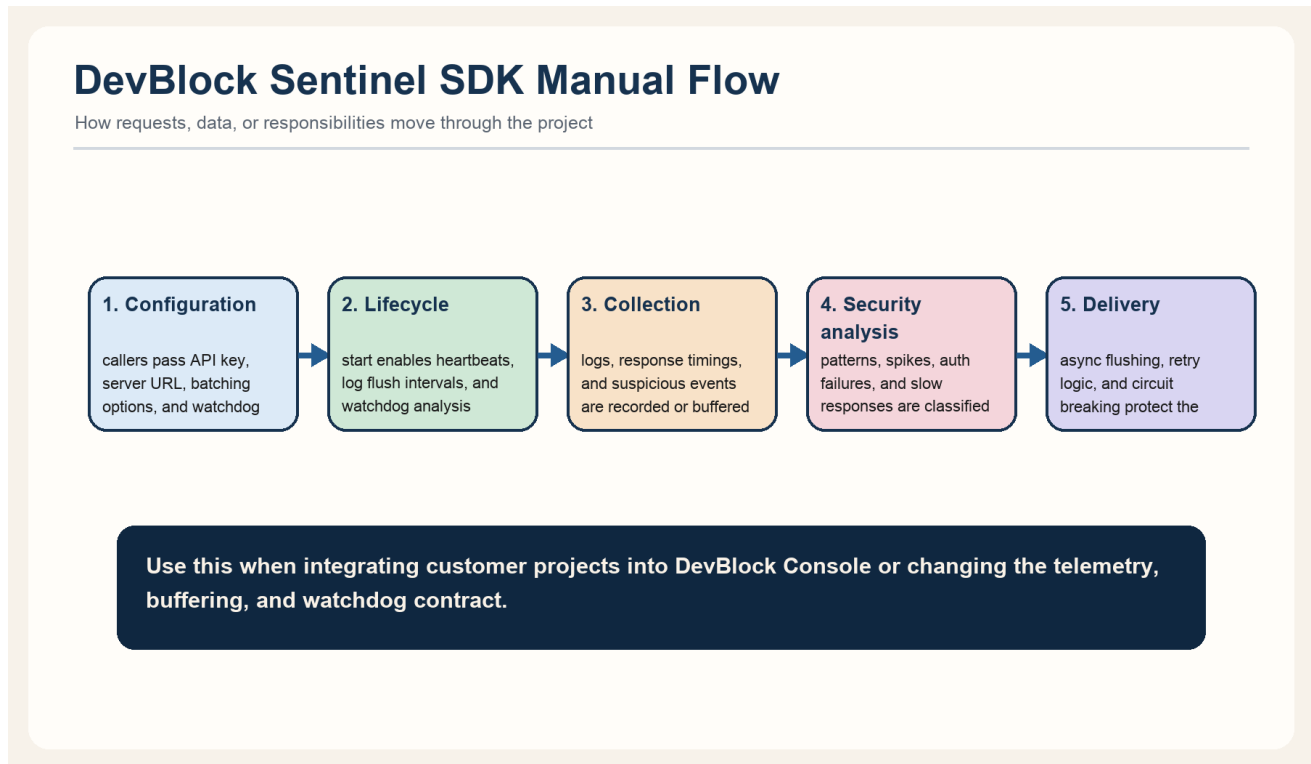 DevBlock Sentinel SDK Manual Flow
How requests, data, or responsibilities move through the project
1. Configuration
callers pass API key,
server URL, batching
options, and watchdog
2. Lifecycle
start enables heartbeats,
log flush intervals, and
watchdog analysis
3. Collection
logs, response timings,
and suspicious events
are recorded or buffered
4. Security
analysis
patterns, spikes, auth
failures, and slow
responses are classified
5. Delivery
async flushing, retry
logic, and circuit
breaking protect the
Use this when integrating customer projects into DevBlock Console or changing the telemetry,
buffering, and watchdog contract.